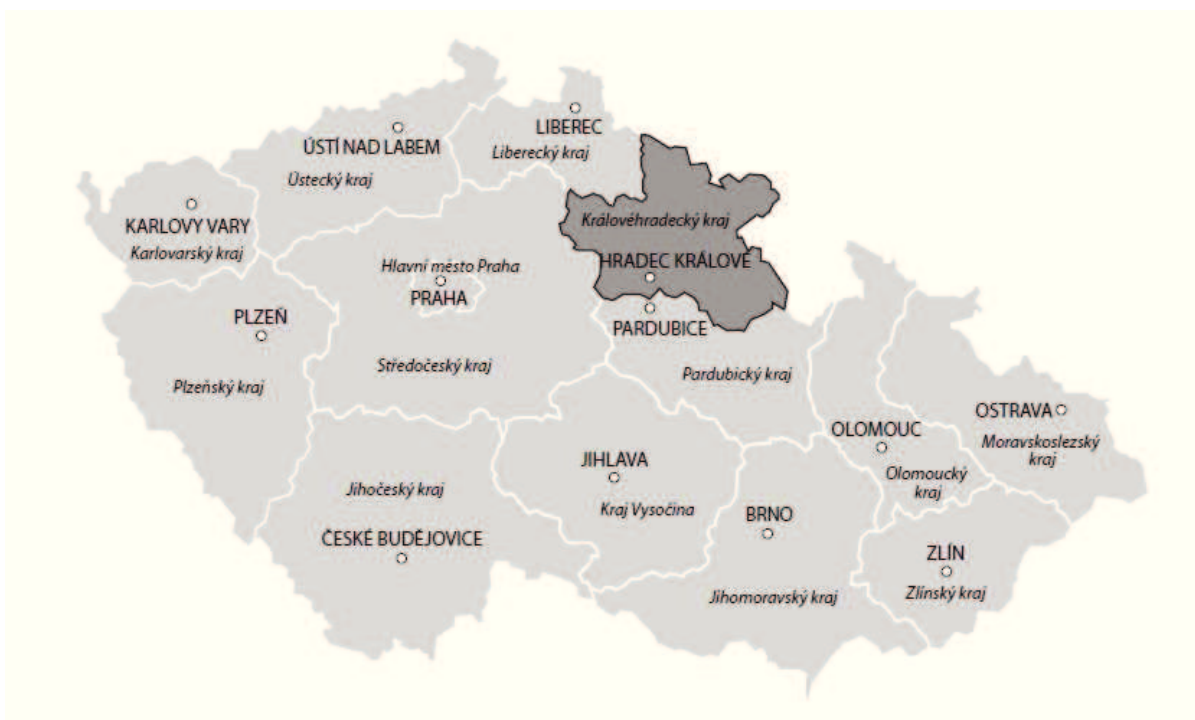 LIBEREC
Liberecký kraj
ÚSTÍ NAD LABEM
Ústecký kraj
KARLOVY VARY
Karlovarský kraj
Královéhradecký kraj
HRADEC KRÁLOVÉ
Hlavní město Praha
PRAHA
PLZEŇ
Plzeňský kraj
Středočeský kraj
PARDUBICE
Pardubický kraj
OSTRAVA
Moravskoslezský
kraj
OLOMOUC
Olomoucký
kraj
JIHLAVA
Kraj Vysočina
Jihočeský kraj
ČESKÉ BUDĚJOVICE
BRNO
Jihomoravský kraj
ZLÍN
Zlínský kraj